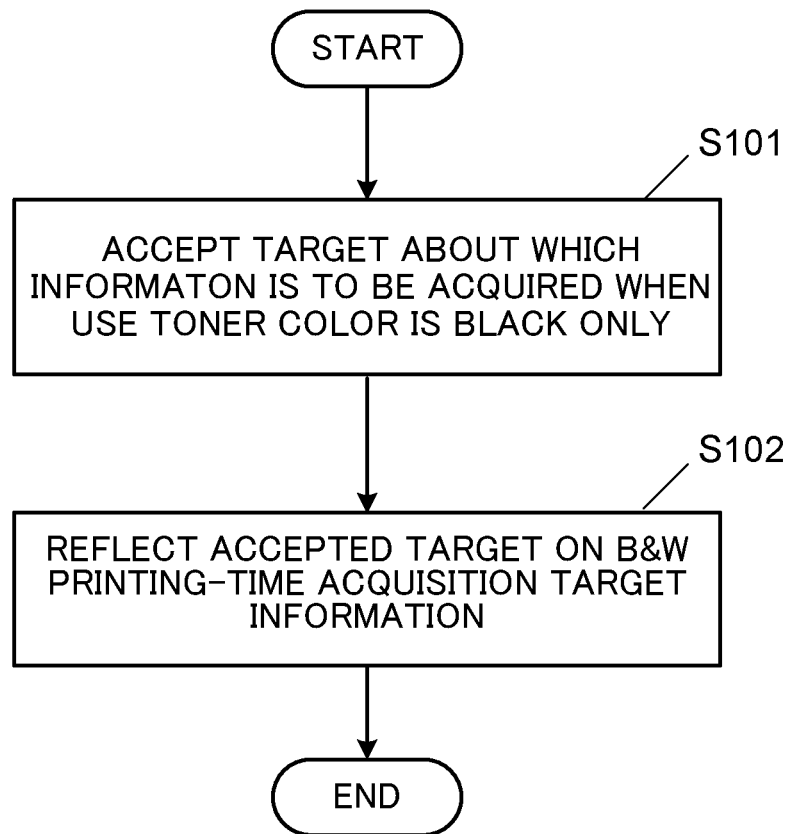 START
S101
ACCEPT TARGET ABOUT WHICH
INFORMATON IS TO BE ACQUIRED WHEN
USE TONER COLOR IS BLACK ONLY
S102
REFLECT ACCEPTED TARGET ON B&W
PRINTING-TIME ACQUISITION TARGET
INFORMATION
END